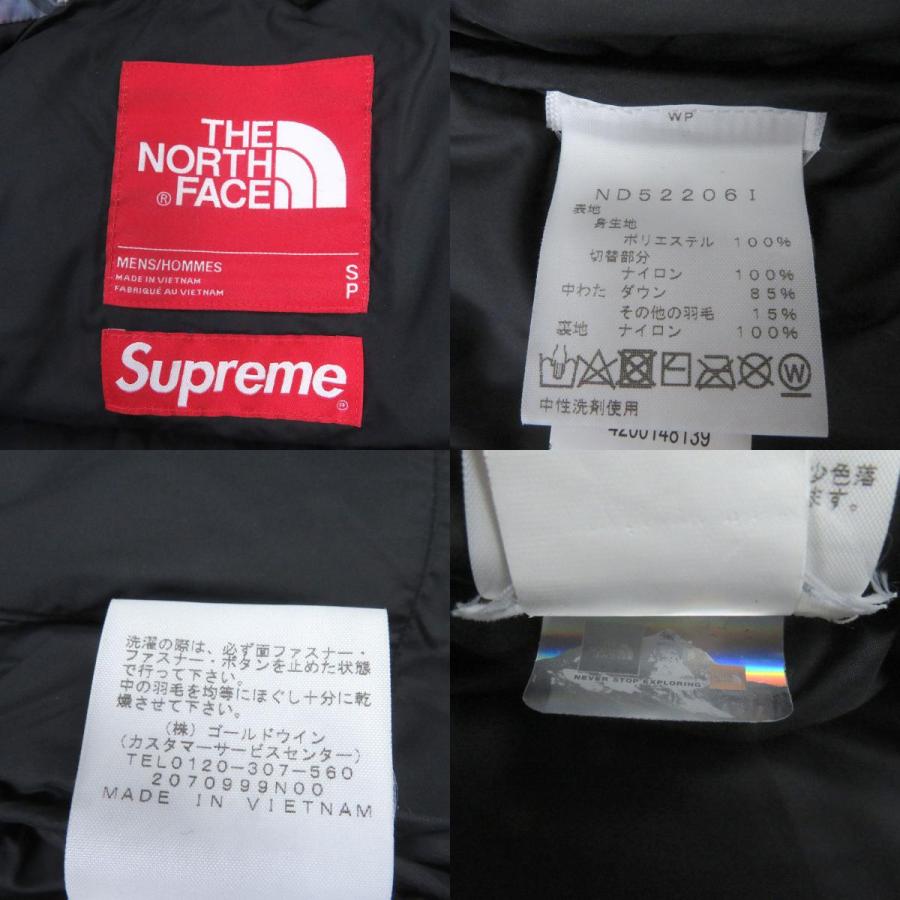 THE
NORTH
FACE
®
MENS/HOMMES
MADE IN VIETNAM
FABRIQUÉ AU VIETNAM
S
P
Supreme
®
WP
ND52206I
表地
身生地
ポリエステル 100%
切替部分
ナイロン 100%
中わた ダウン 85%
その他の羽毛 15%
裏地 ナイロン 100%
W
中性洗剤使用
4200148139
洗濯の際は、必ず面ファスナー・
ファスナー・ボタンを止めた状態
で行って下さい。
中の羽毛を均等にほぐし十分に乾
燥させて下さい。
(株) ゴールドウイン
(カスタマーサービスセンター)
TEL0120-307-560
2070999N00
MADE IN VIETNAM
少色落
ます。
NEVER STOP EXPLORING